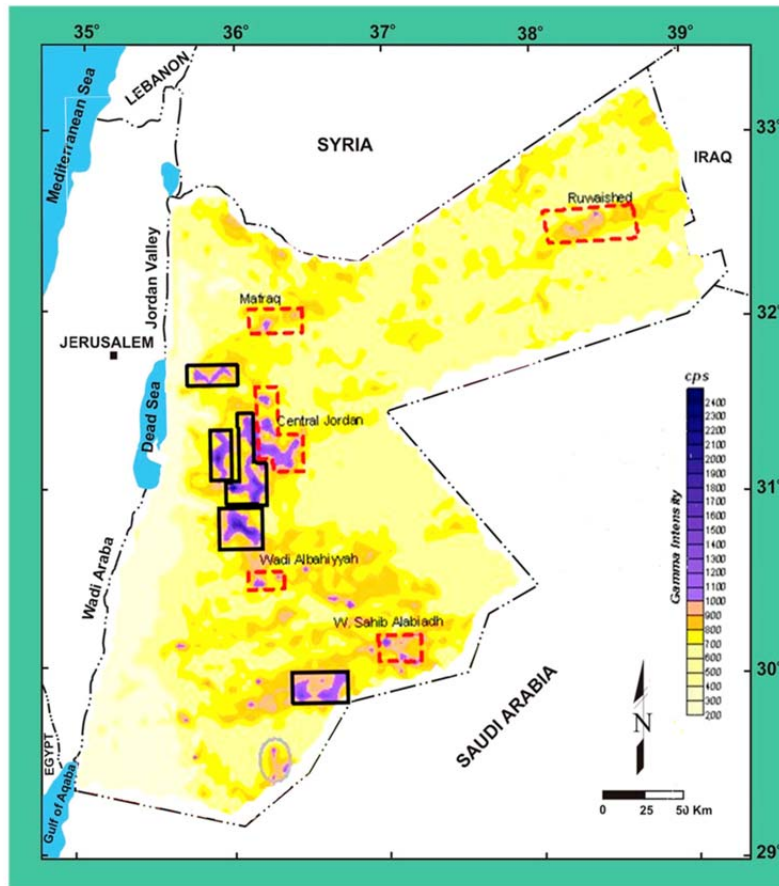 35° 36° 37° 38° 39°
Mediterranean Sea
LEBANON
SYRIA
33°
IRAQ
Ruwaished
Jordan Valley
Mafraq
32°
JERUSALEM
cps
Dead Sea
Central Jordan
2400
2300
2200
2100
2000
1900
1800
1700
1600
1500
1400
1300
1200
1100
1000
900
800
700
600
500
400
300
200
Gamma Intensity
31°
Wadi Araba
Wadi Albahiyyah
W. Sahib Alabiadh
30°
SAUDI ARABIA
N
EGYPT
Gulf of Aqaba
0 25 50 Km
29°